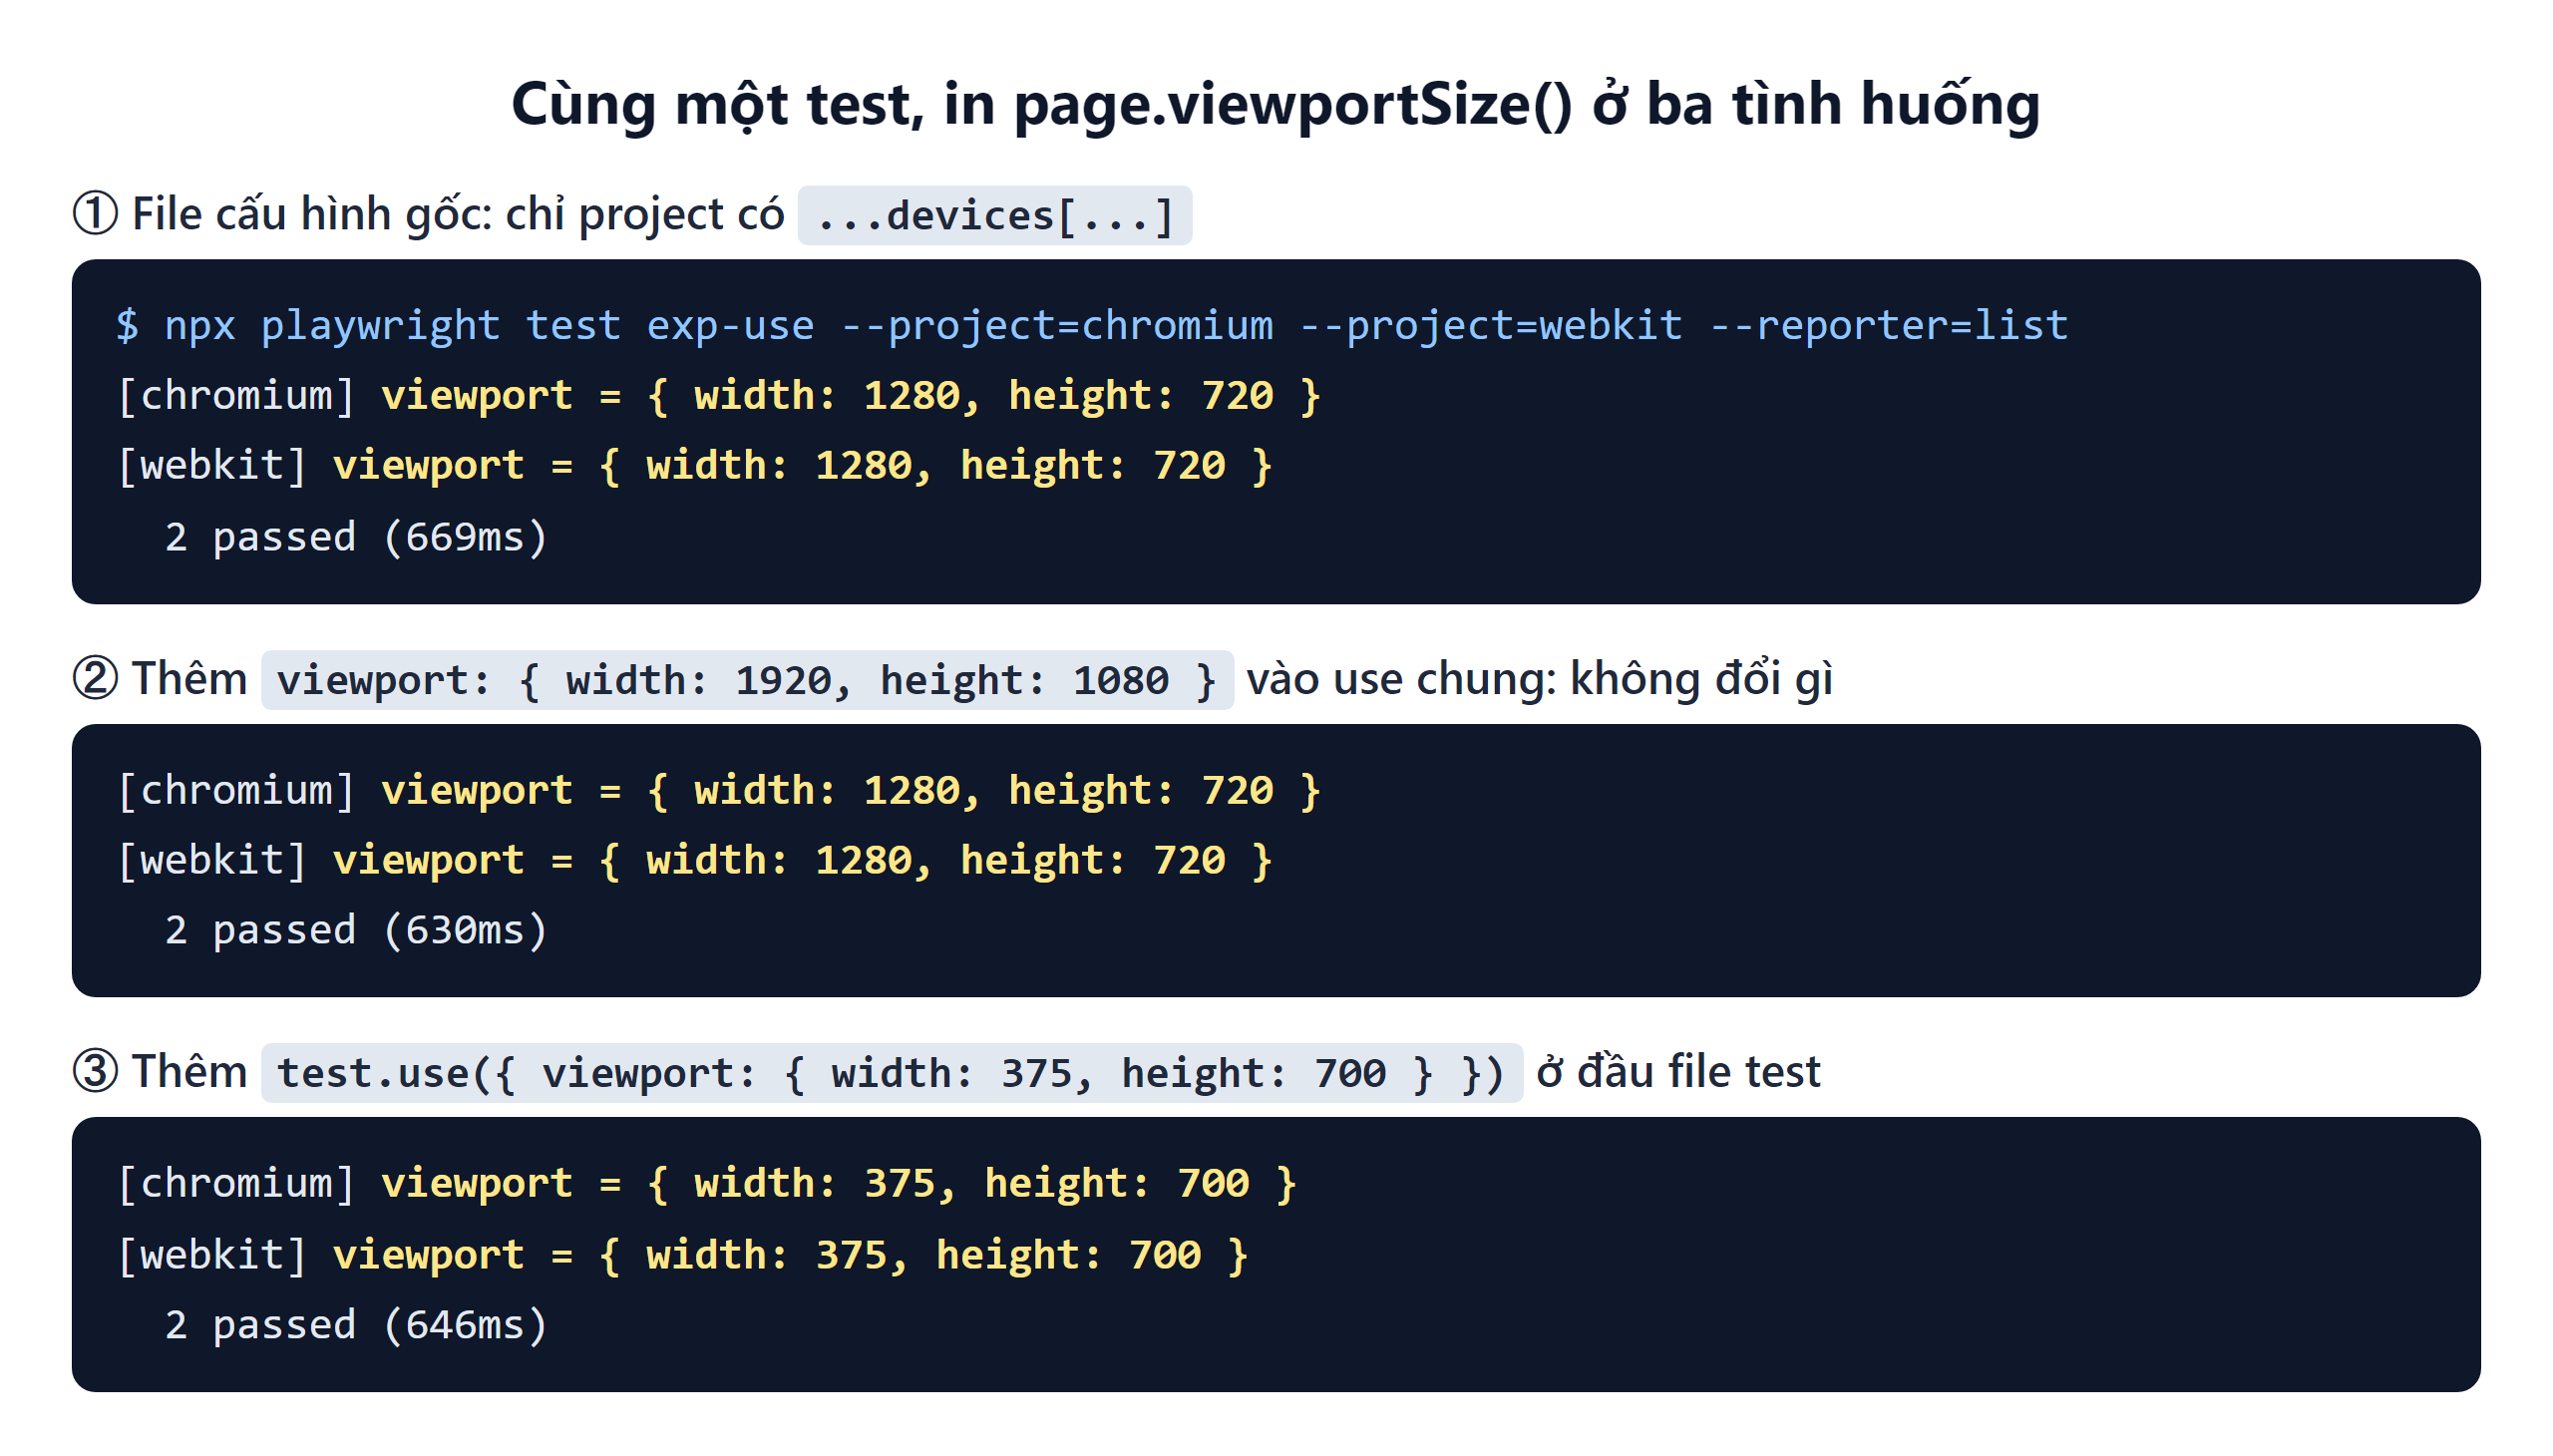 Cùng một test, in page.viewportSize() ở ba tình huống
① File cấu hình gốc: chỉ project có ...devices[...]
$ npx playwright test exp-use --project=chromium --project=webkit --reporter=list
[chromium] viewport = { width: 1280, height: 720 }
[webkit] viewport = { width: 1280, height: 720 }
  2 passed (669ms)
② Thêm viewport: { width: 1920, height: 1080 } vào use chung: không đổi gì
[chromium] viewport = { width: 1280, height: 720 }
[webkit] viewport = { width: 1280, height: 720 }
  2 passed (630ms)
③ Thêm test.use({ viewport: { width: 375, height: 700 } }) ở đầu file test
[chromium] viewport = { width: 375, height: 700 }
[webkit] viewport = { width: 375, height: 700 }
  2 passed (646ms)